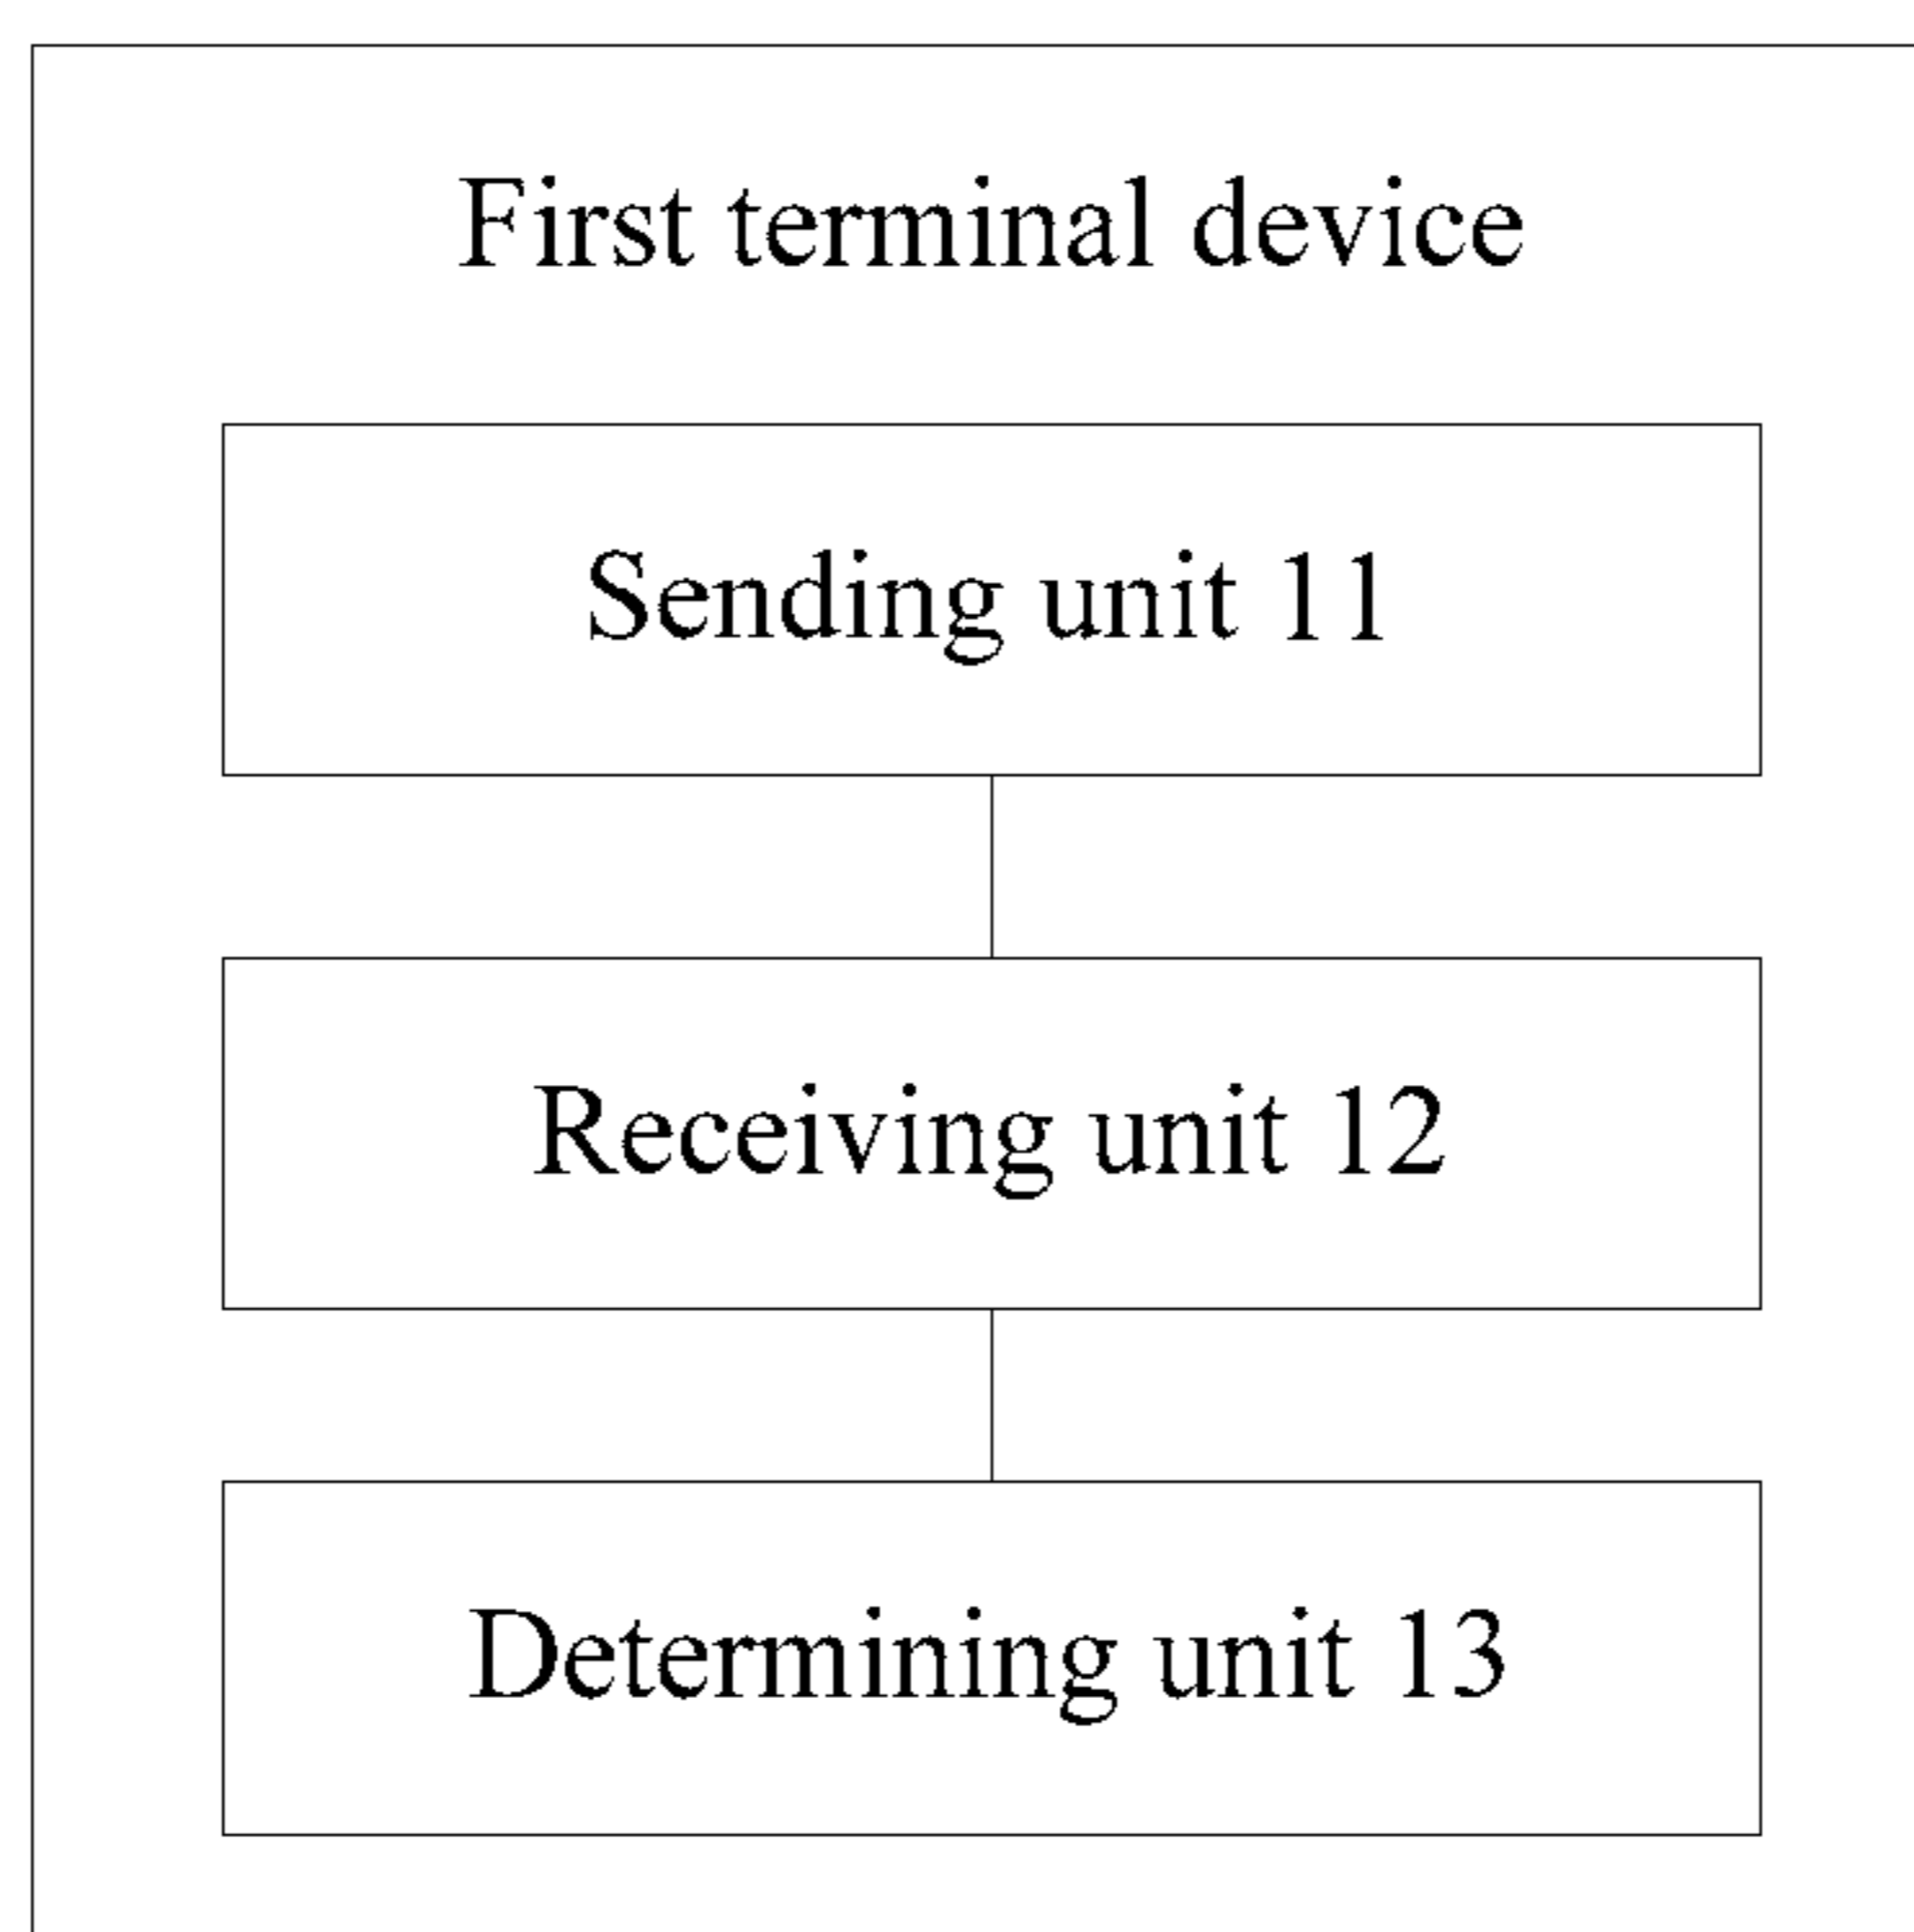 First terminal device
Sending unit 11
Receiving unit 12
Determining unit 13